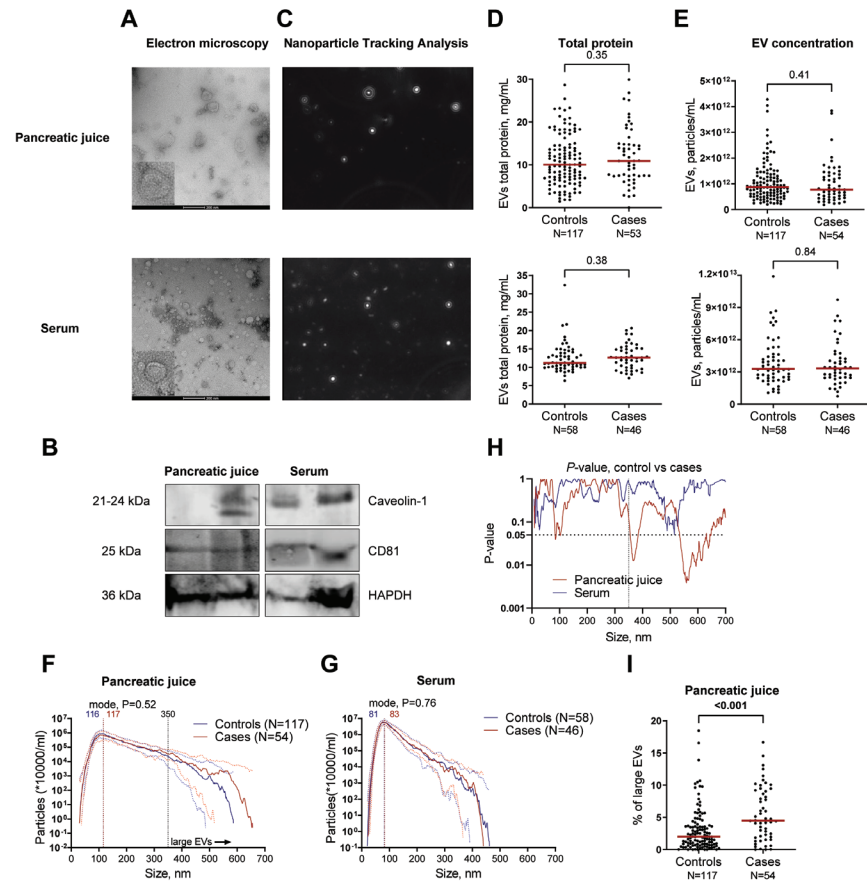 A
Electron microscopy
C
Nanoparticle Tracking Analysis
D
Total protein
E
EV concentration
Pancreatic juice
Serum
EVs total protein, mg/mL
30
25
20
15
10
5
0
0.35
Controls
N=117
Cases
N=53
EVs, particles/mL
5×10¹²
4×10¹²
3×10¹²
2×10¹²
1×10¹²
0
0.41
Controls
N=117
Cases
N=54
EVs total protein, mg/mL
35
30
25
20
15
10
5
0
0.38
Controls
N=58
Cases
N=46
EVs, particles/mL
1.2×10¹³
9×10¹²
6×10¹²
3×10¹²
0
0.84
Controls
N=58
Cases
N=46
B
Pancreatic juice
Serum
21-24 kDa
Caveolin-1
25 kDa
CD81
36 kDa
HAPDH
H
P-value, control vs cases
P-value
1
0.1
0.05
0.01
0.001
Pancreatic juice
Serum
0 100 200 300 400 500 600 700
Size, nm
F
Pancreatic juice
mode, P=0.52
116
117
350
Controls (N=117)
Cases (N=54)
Particles (*10000/ml)
10⁷
10⁶
10⁵
10⁴
10³
10²
10¹
10⁰
10⁻¹
10⁻²
large EVs
0 100 200 300 400 500 600 700
Size, nm
G
Serum
mode, P=0.76
81
83
Controls (N=58)
Cases (N=46)
Particles(*10000/ml)
10⁷
10⁶
10⁵
10⁴
10³
10²
10¹
10⁰
10⁻¹
10⁻²
0 100 200 300 400 500 600 700
Size, nm
I
Pancreatic juice
<0.001
% of large EVs
20
15
10
5
0
Controls
N=117
Cases
N=54